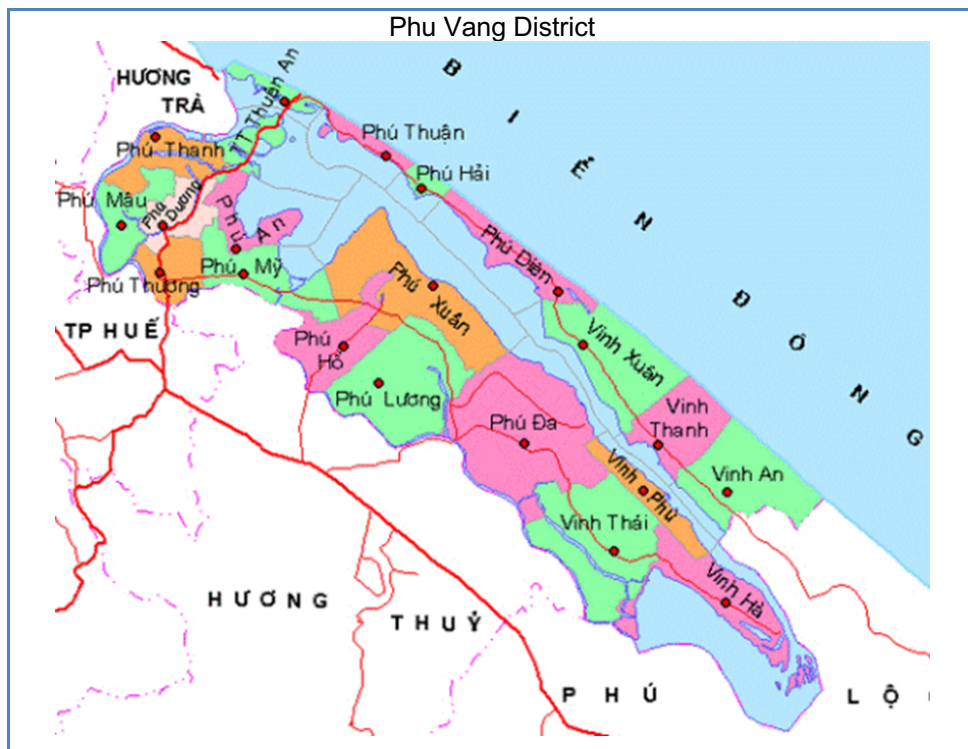 Phu Vang District
HƯƠNG
TRÀ
TT Thuận An
BIỂN ĐÔNG
Phú Thuận
Phú Thanh
Phú Hải
Phú Mậu
Phú
Dương
Phú An
Phú Diên
Phú Mỹ
Phú Thượng
Phú Xuân
TP HUẾ
Phú
Hồ
Vinh Xuân
Phú Lương
Vinh
Thanh
Phú Đa
Vinh An
Vinh Phú
Vinh Thái
Vinh Hà
HƯƠNG
THUỶ
PHÚ
LỘ